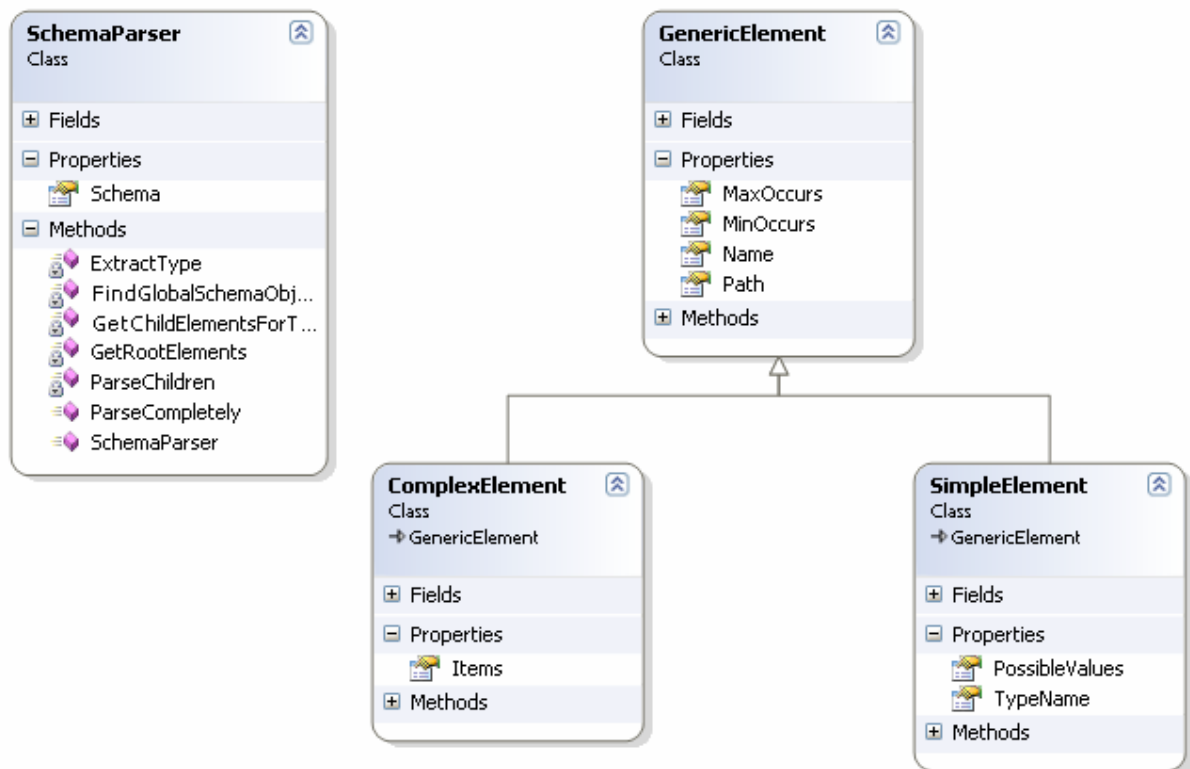 SchemaParser
Class
Fields
Properties
Schema
Methods
ExtractType
FindGlobalSchemaObj...
GetChildElementsForT...
GetRootElements
ParseChildren
ParseCompletely
SchemaParser
GenericElement
Class
Fields
Properties
MaxOccurs
MinOccurs
Name
Path
Methods
ComplexElement
Class
GenericElement
Fields
Properties
Items
Methods
SimpleElement
Class
GenericElement
Fields
Properties
PossibleValues
TypeName
Methods